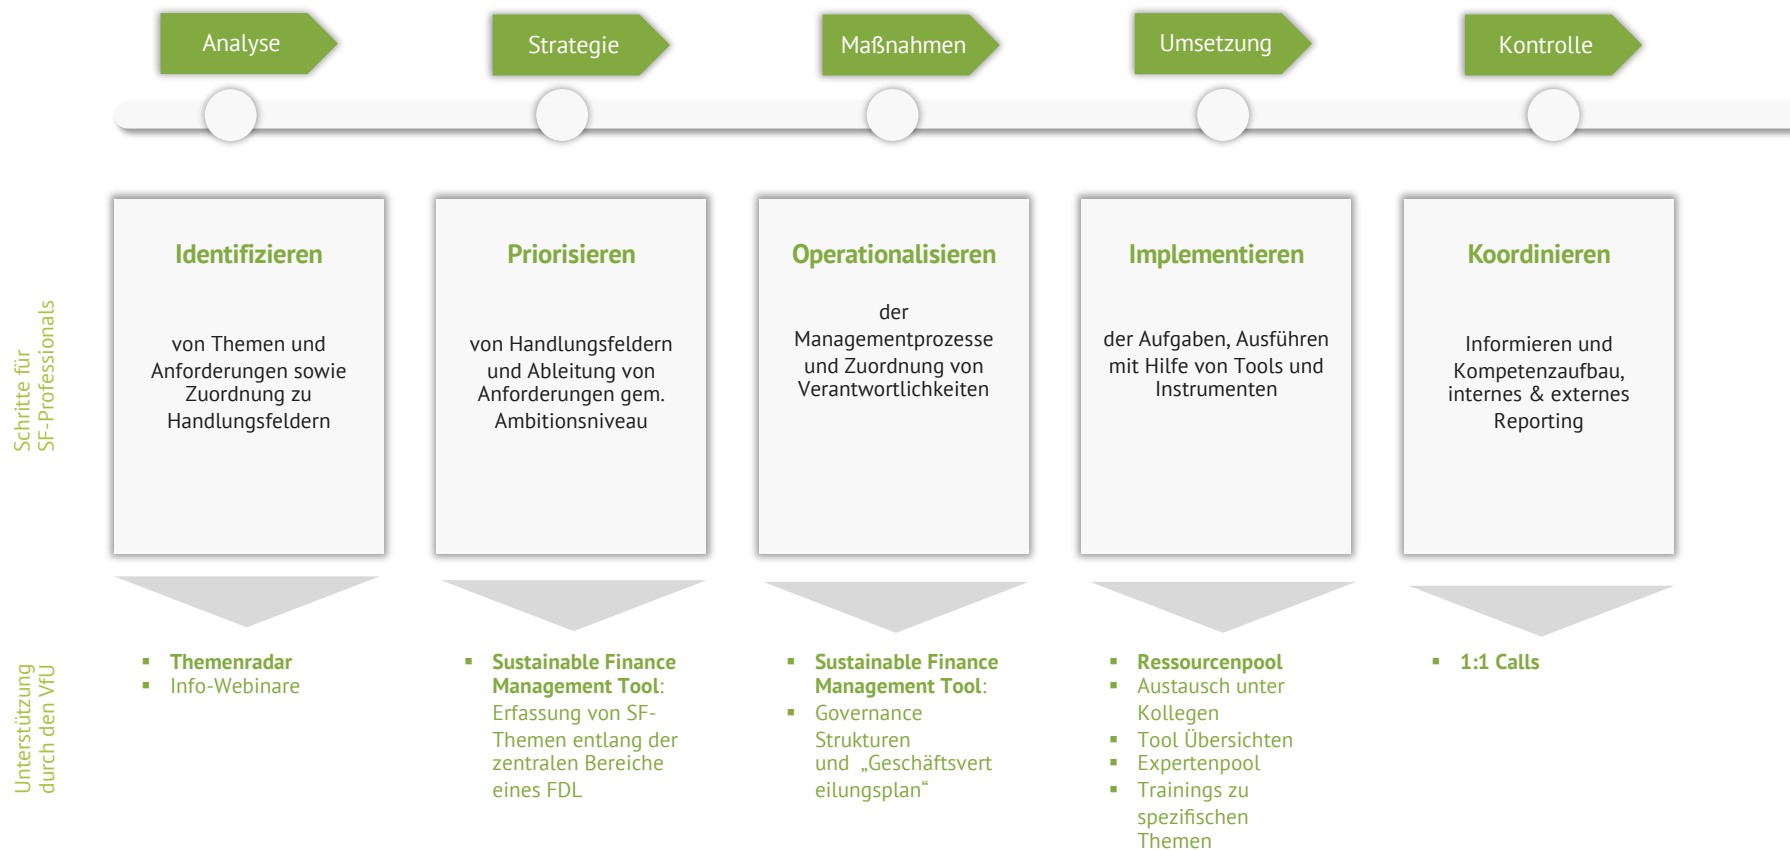 Analyse
Strategie
Maßnahmen
Umsetzung
Kontrolle
Schritte für
SF-Professionals
Identifizieren
von Themen und
Anforderungen sowie
Zuordnung zu
Handlungsfeldern
Priorisieren
von Handlungsfeldern
und Ableitung von
Anforderungen gem.
Ambitionsniveau
Operationalisieren
der
Managementprozesse
und Zuordnung von
Verantwortlichkeiten
Implementieren
der Aufgaben, Ausführen
mit Hilfe von Tools und
Instrumenten
Koordinieren
Informieren und
Kompetenzaufbau,
internes & externes
Reporting
Unterstützung
durch den VfU
▪ Themenradar
▪ Info-Webinare
▪ Sustainable Finance
Management Tool:
Erfassung von SF-
Themen entlang der
zentralen Bereiche
eines FDL
▪ Sustainable Finance
Management Tool:
▪ Governance
Strukturen
und „Geschäftsvert
eilungsplan“
▪ Ressourcenpool
▪ Austausch unter
Kollegen
▪ Tool Übersichten
▪ Expertenpool
▪ Trainings zu
spezifischen
Themen
▪ 1:1 Calls